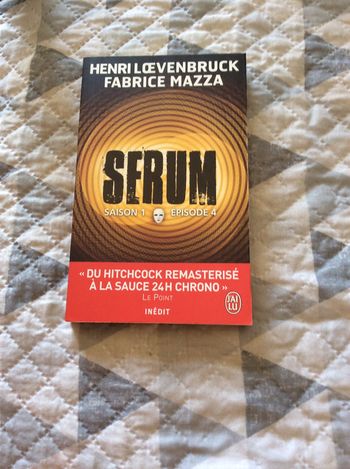 HENRI LŒVENBRUCK
FABRICE MAZZA
SERUM
SAISON 1 EPISODE 4
« DU HITCHCOCK REMASTERISÉ
À LA SAUCE 24H CHRONO »
LE POINT
INÉDIT
J'AI
LU